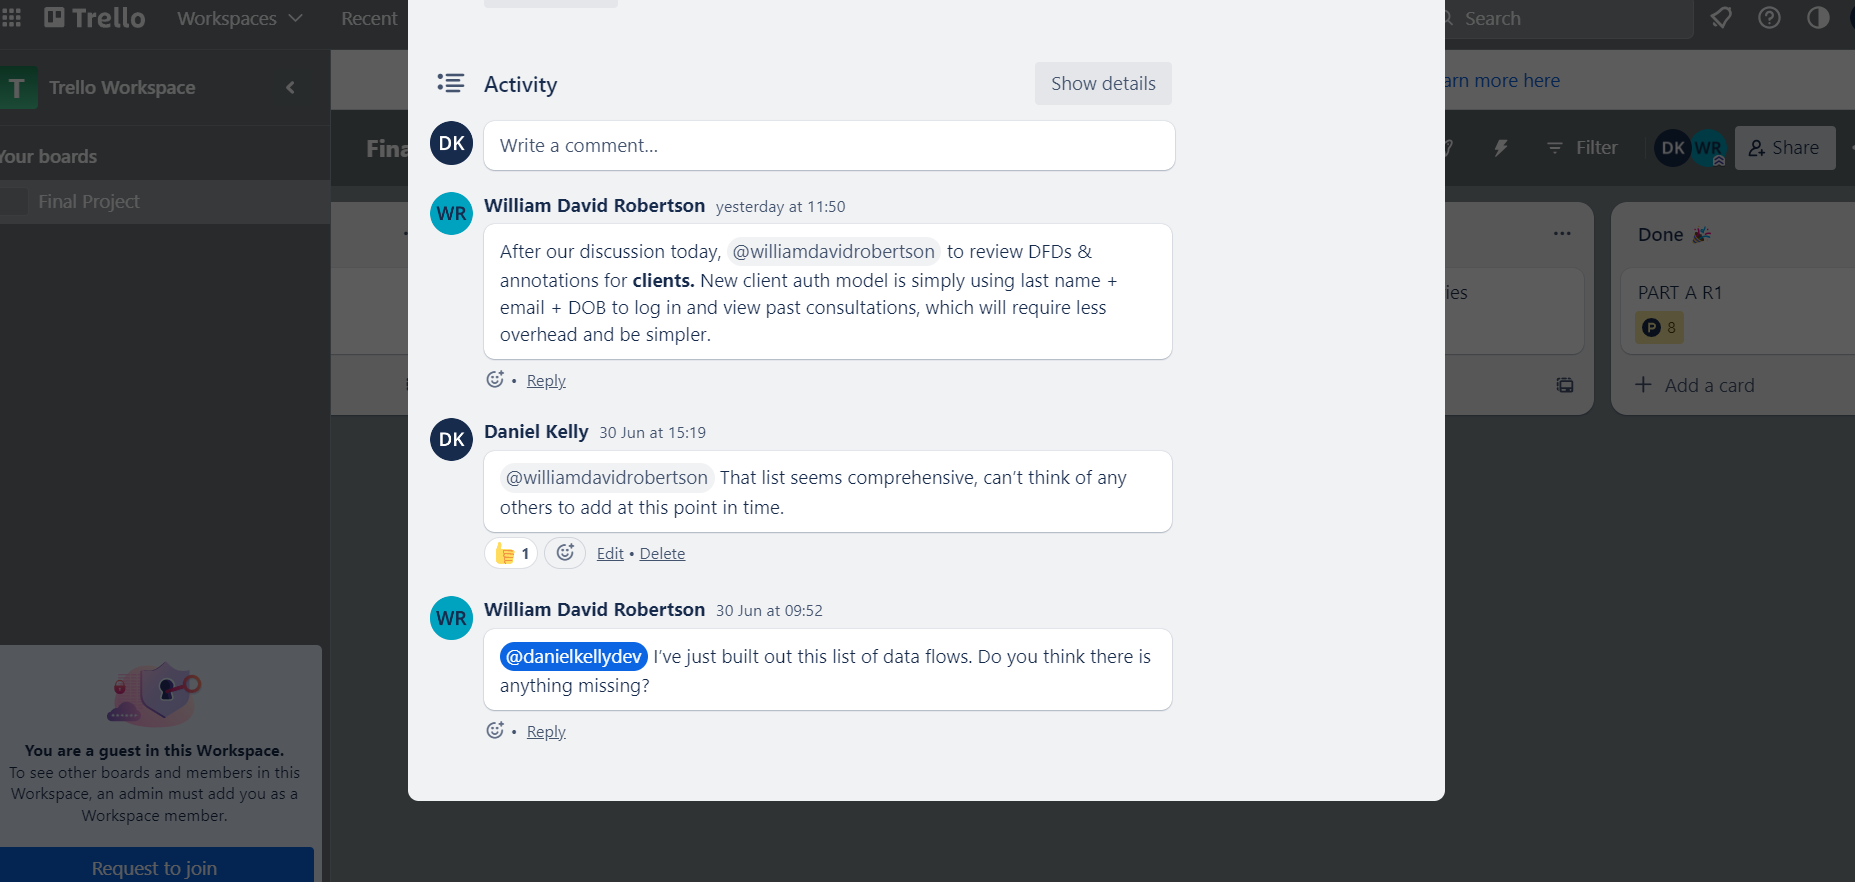 Trello
Workspaces
Recent
Search
T
Trello Workspace
Your boards
Final Project
You are a guest in this Workspace.
To see other boards and members in this
Workspace, an admin must add you as a
Workspace member.
Request to join
Activity
Show details
DK
Write a comment...
WR
William David Robertson yesterday at 11:50
After our discussion today, @williamdavidrobertson to review DFDs &
annotations for clients. New client auth model is simply using last name +
email + DOB to log in and view past consultations, which will require less
overhead and be simpler.
• Reply
DK
Daniel Kelly 30 Jun at 15:19
@williamdavidrobertson That list seems comprehensive, can't think of any
others to add at this point in time.
1
Edit • Delete
WR
William David Robertson 30 Jun at 09:52
@danielkellydev I've just built out this list of data flows. Do you think there is
anything missing?
• Reply
arn more here
Fina
Filter
DK
WR
Share
ies
Done
PART A R1
P 8
Add a card